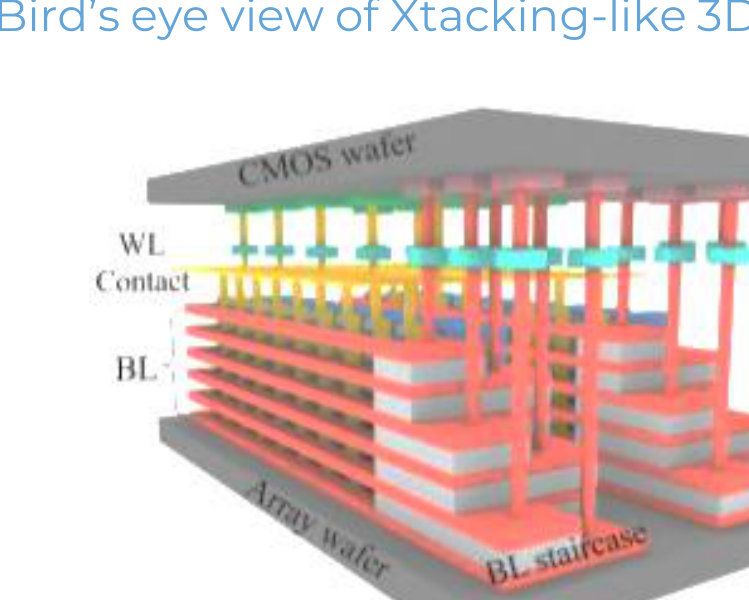 Bird’s eye view of Xtacking-like 3D
CMOS wafer
WL
Contact
BL
Array wafer
BL staircase